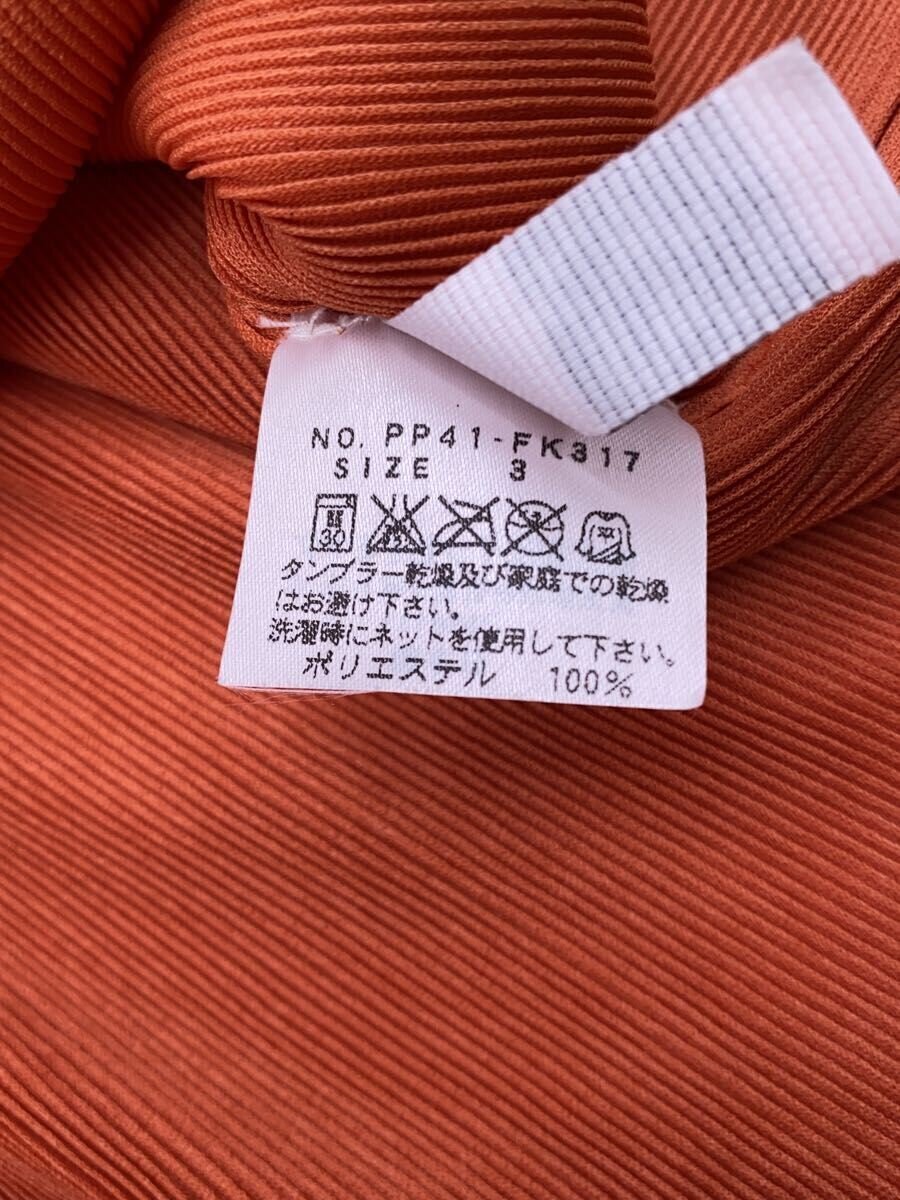 NO. PP41-FK317
SIZE 3
30
タンブラー乾燥及び家庭での乾燥
はお避け下さい。
洗濯時にネットを使用して下さい。
ポリエステル 100%